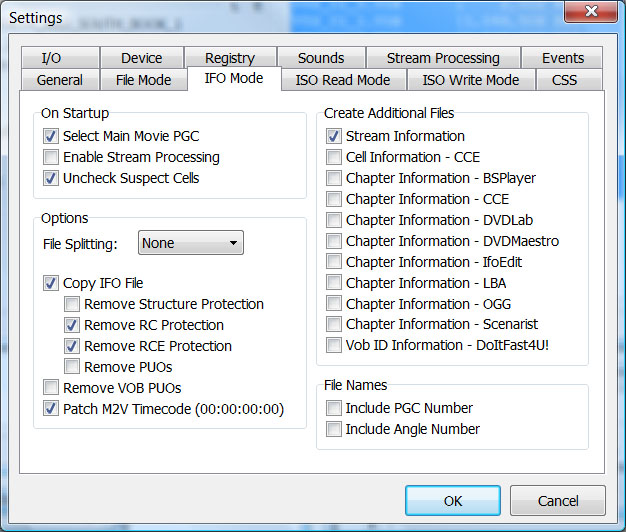 Settings
I/O Device Registry Sounds Stream Processing Events
General File Mode IFO Mode ISO Read Mode ISO Write Mode CSS
On Startup
Select Main Movie PGC
Enable Stream Processing
Uncheck Suspect Cells
Options
File Splitting: None
Copy IFO File
Remove Structure Protection
Remove RC Protection
Remove RCE Protection
Remove PUOs
Remove VOB PUOs
Patch M2V Timecode (00:00:00:00)
Create Additional Files
Stream Information
Cell Information - CCE
Chapter Information - BSPlayer
Chapter Information - CCE
Chapter Information - DVDLab
Chapter Information - DVDMaestro
Chapter Information - IfoEdit
Chapter Information - LBA
Chapter Information - OGG
Chapter Information - Scenarist
Vob ID Information - DoItFast4U!
File Names
Include PGC Number
Include Angle Number
OK Cancel